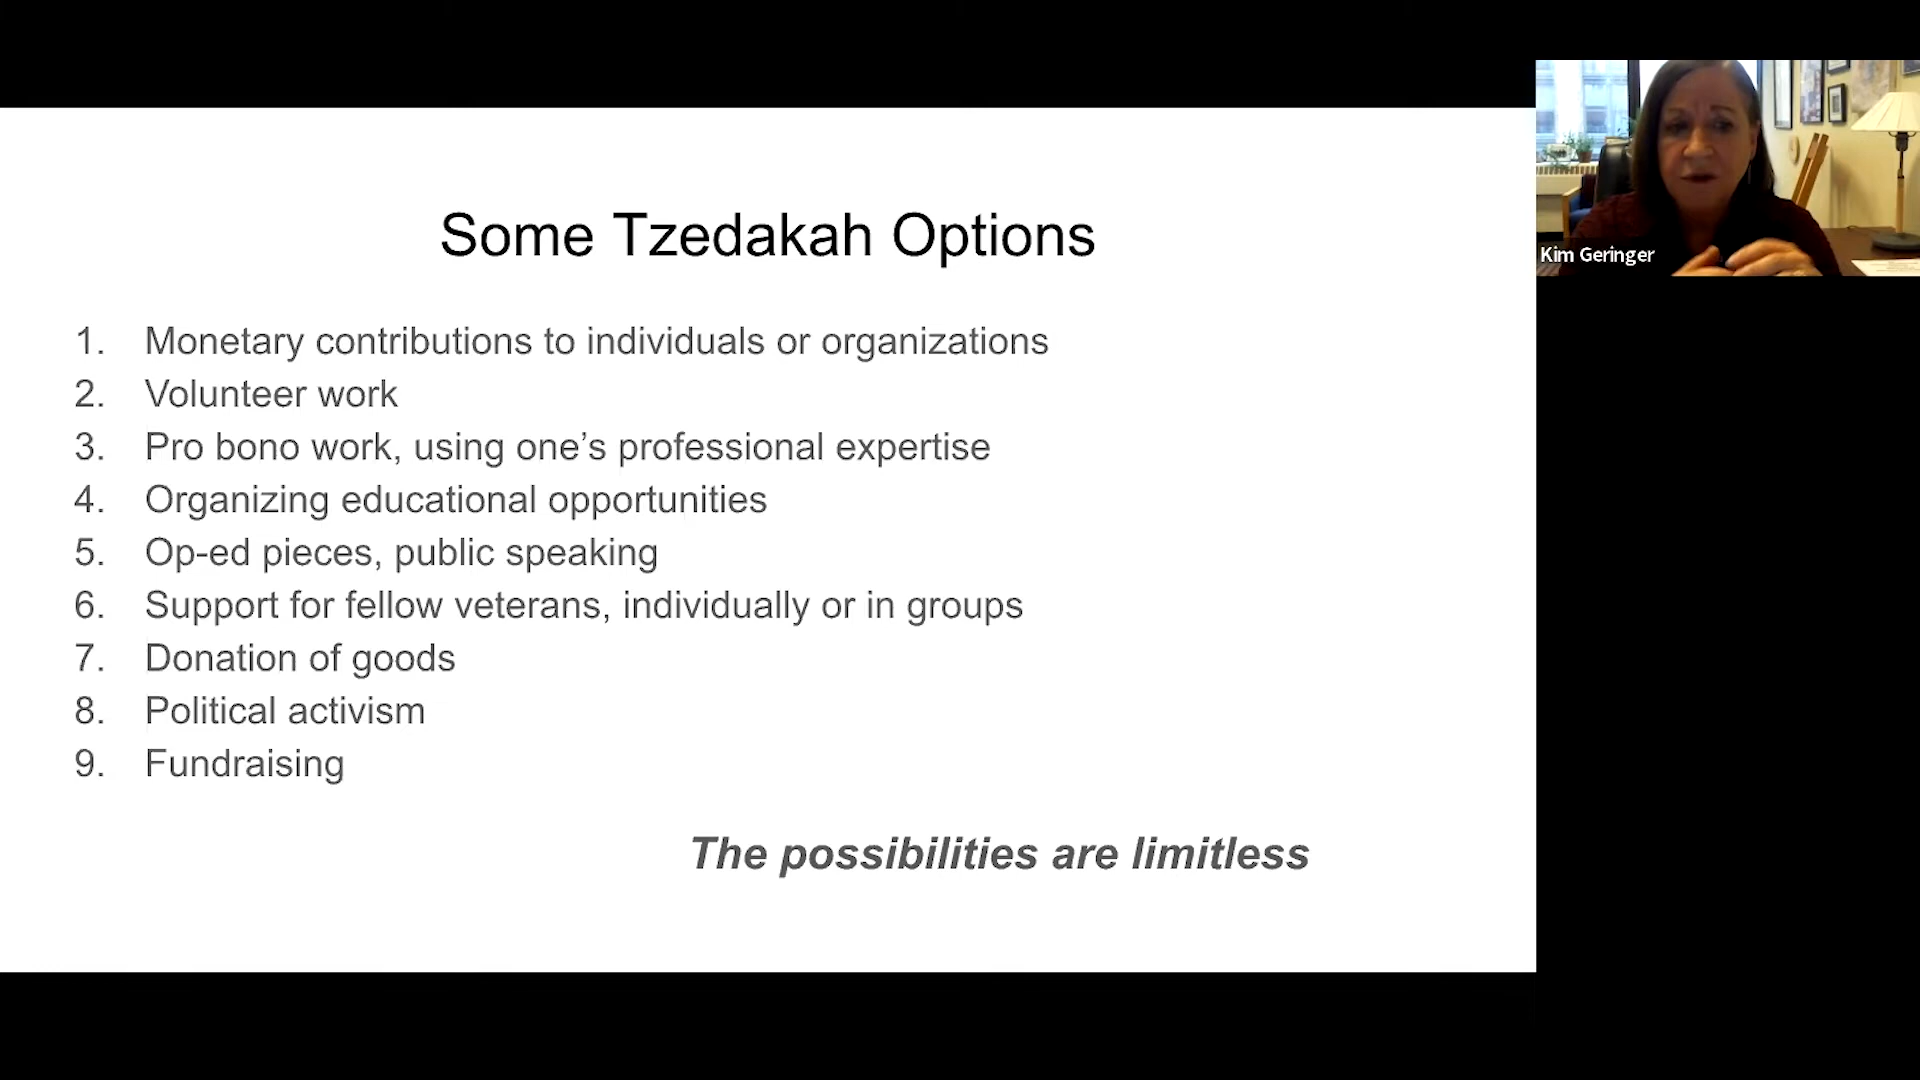 Some Tzedakah Options
1. Monetary contributions to individuals or organizations
2. Volunteer work
3. Pro bono work, using one’s professional expertise
4. Organizing educational opportunities
5. Op-ed pieces, public speaking
6. Support for fellow veterans, individually or in groups
7. Donation of goods
8. Political activism
9. Fundraising
The possibilities are limitless
Kim Geringer